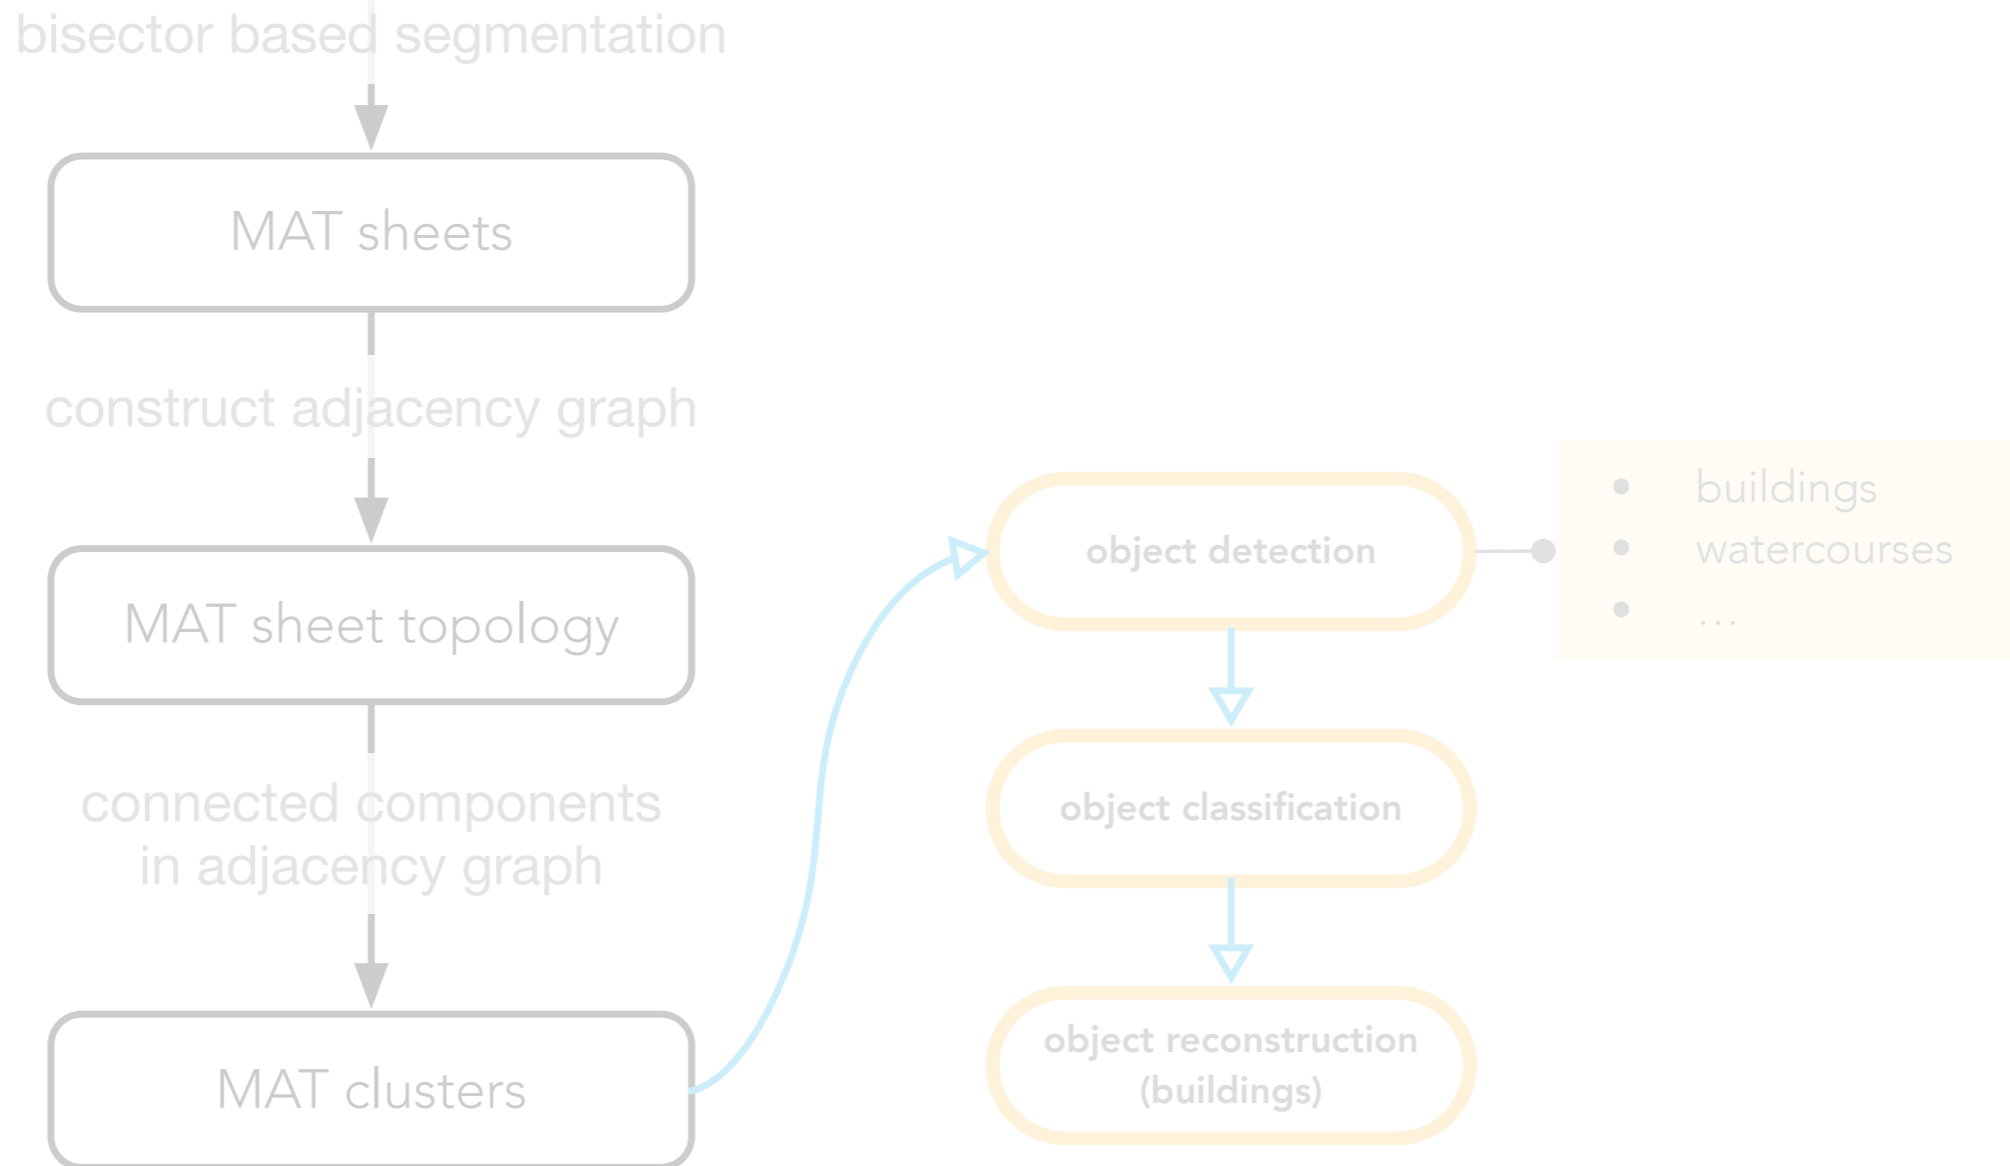 bisector based segmentation
MAT sheets
construct adjacency graph
MAT sheet topology
connected components
in adjacency graph
MAT clusters
object detection
• buildings
• watercourses
• ...
object classification
object reconstruction
(buildings)